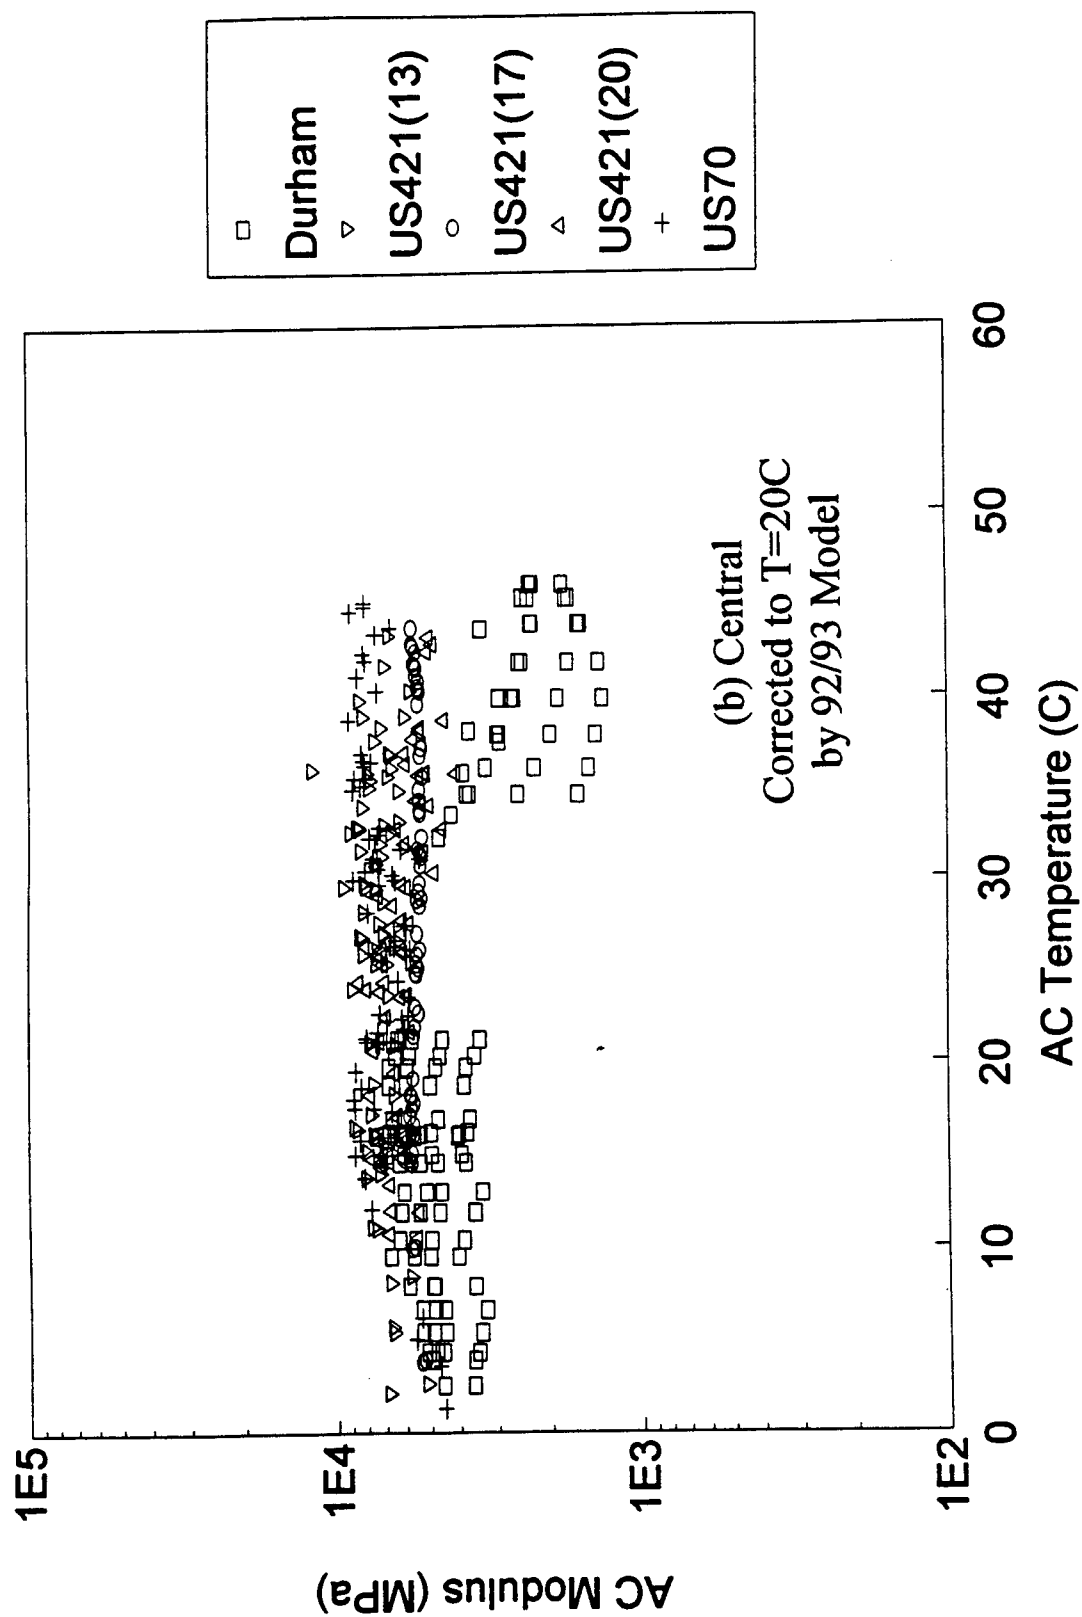 1E5
1E4
1E3
1E2
AC Modulus (MPa)
0
10
20
30
40
50
60
AC Temperature (C)
(b) Central
Corrected to T=20C
by 92/93 Model
Durham
US421(13)
US421(17)
US421(20)
US70